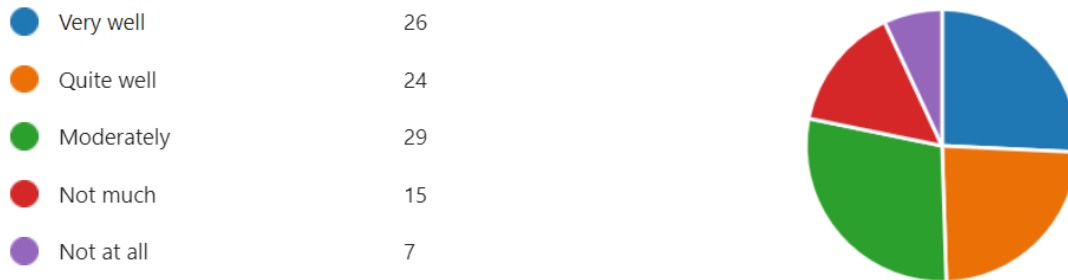 Very well 26
Quite well 24
Moderately 29
Not much 15
Not at all 7